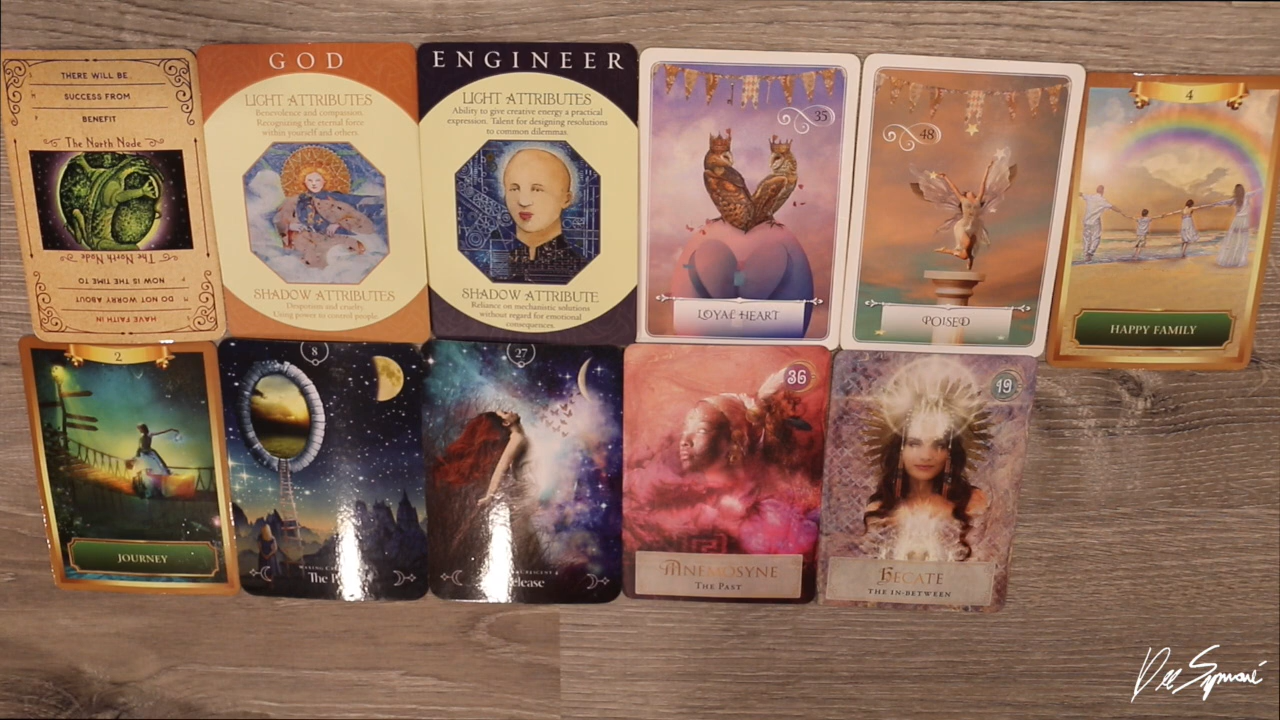 THERE WILL BE
SUCCESS FROM
BENEFIT
The North Node
The North Node
NOW IS THE TIME TO
DO NOT WORRY ABOUT
HAVE FAITH IN
GOD
LIGHT ATTRIBUTES
Benevolence and compassion.
Recognizing the eternal force
within yourself and others.
SHADOW ATTRIBUTES
Despotism and cruelty.
Using power to control people.
ENGINEER
LIGHT ATTRIBUTES
Ability to give creative energy a practical
expression. Talent for designing resolutions
to common dilemmas.
SHADOW ATTRIBUTE
Reliance on mechanistic solutions
without regard for emotional
consequences.
35
LOYAL HEART
48
POISED
4
HAPPY FAMILY
2
JOURNEY
8
The
27
36
MNEMOSYNE
THE PAST
19
HECATE
THE IN-BETWEEN
Dee Symoné